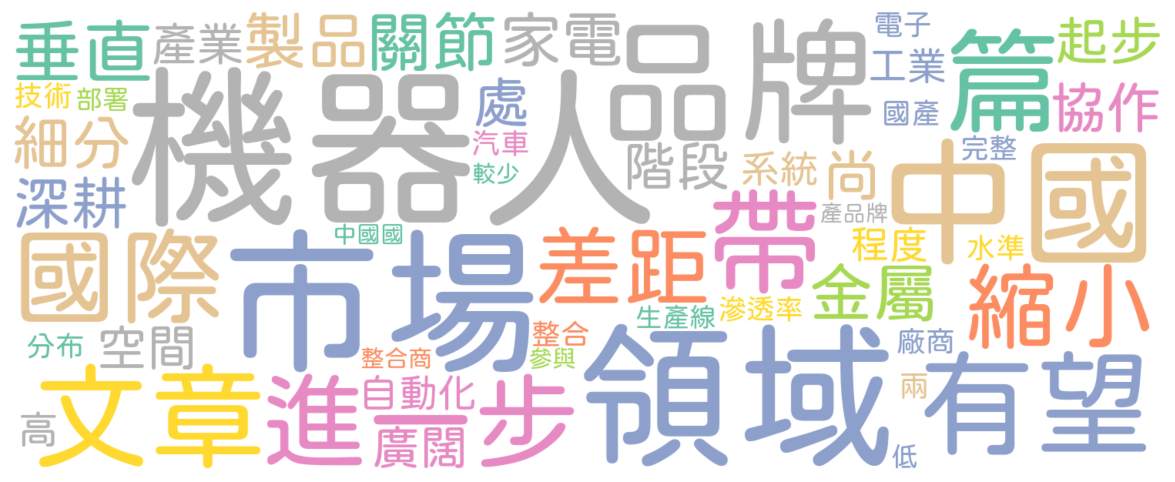 垂直
產業
製品
關節
家電
品牌
電子
工業
起步
篇
技術
部署
機器人
處
汽車
較少
國產
協作
細分
階段
系統
尚
中國
完整
深耕
產品牌
國際
中國國
市場
差距
帶
程度
水準
金屬
縮小
生產線
滲透率
分布
空間
整合
整合商
參與
領域
廠商
有望
文章
進一步
自動化
廣闊
高
兩
低